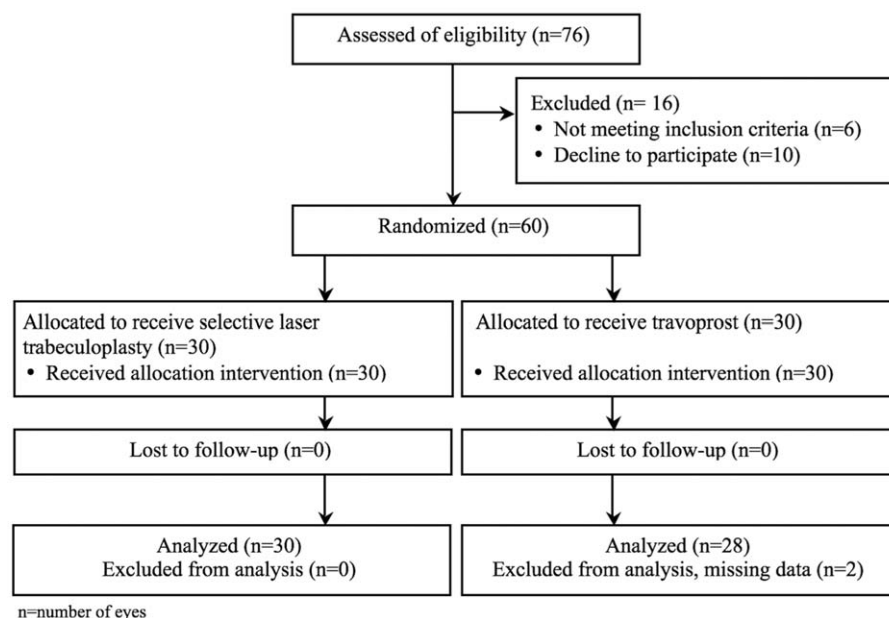 Assessed of eligibility (n=76)
Excluded (n= 16)
• Not meeting inclusion criteria (n=6)
• Decline to participate (n=10)
Randomized (n=60)
Allocated to receive selective laser
trabeculoplasty (n=30)
• Received allocation intervention (n=30)
Allocated to receive travoprost (n=30)
• Received allocation intervention (n=30)
Lost to follow-up (n=0)
Lost to follow-up (n=0)
Analyzed (n=30)
Excluded from analysis (n=0)
Analyzed (n=28)
Excluded from analysis, missing data (n=2)
n=number of eyes